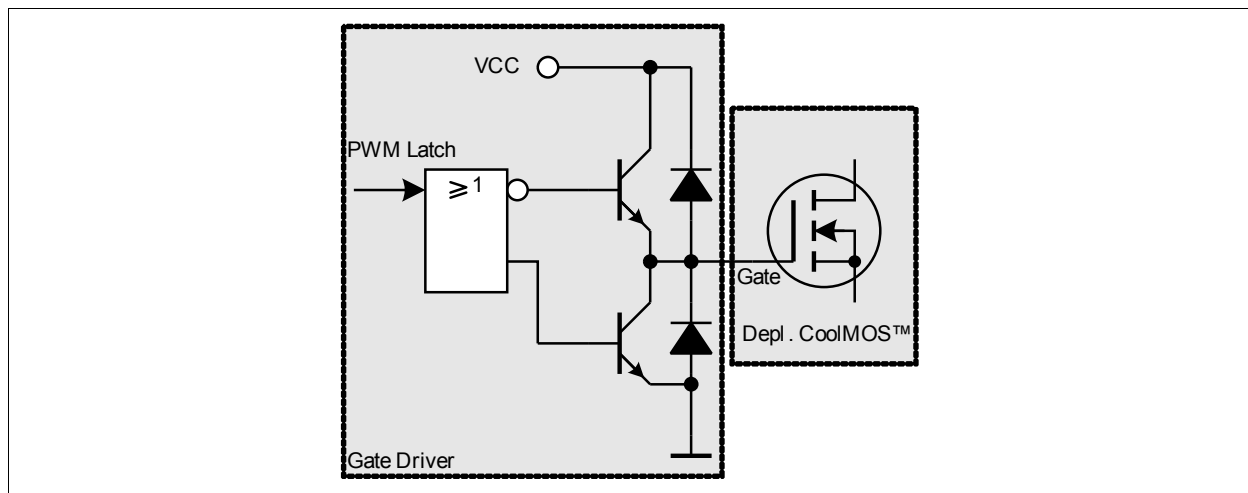 VCC
PWM Latch
≥1
Gate
Depl. CoolMOS™
Gate Driver